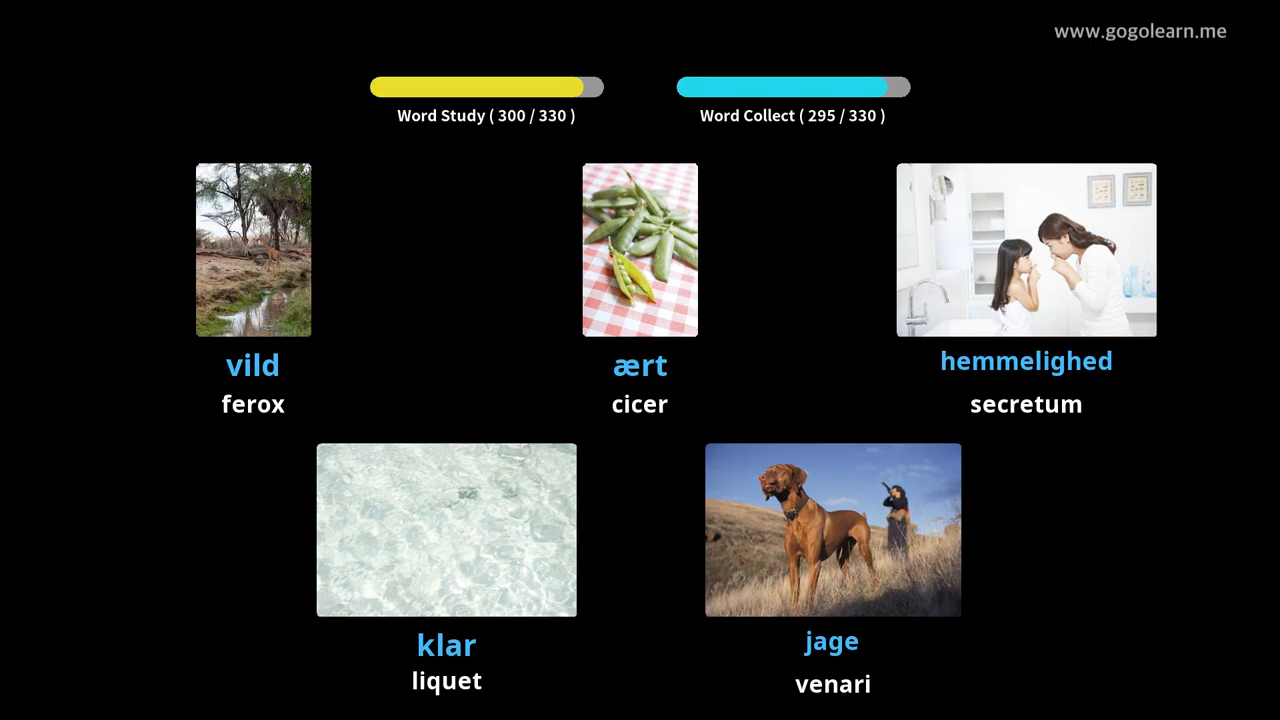 www.gogolearn.me
Word Study ( 300 / 330 )
Word Collect ( 295 / 330 )
vild
ferox
ært
cicer
hemmelighed
secretum
klar
liquet
jage
venari